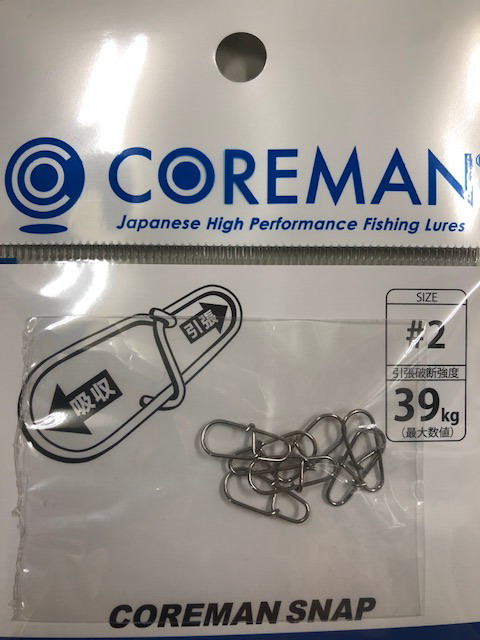 COREMAN
Japanese High Performance Fishing Lures
SIZE
#2
引張破断強度
39kg
(最大数値)
引張
吸収
COREMAN SNAP